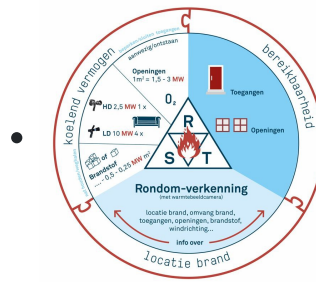 koelend vermogen
bereikbaarheid
locatie brand
aanwezig/ontstaan
Openingen
1m² = 1,5 - 3 MW
O₂
HD 2,5 MW 1 x
LD 10 MW 4 x
of
Brandstof
.... - 0,5 - 0,25 MW m²
Toegangen
Openingen
R
S T
Rondom-verkenning
(met warmtebeeldcamera)
locatie brand, omvang brand,
toegangen, openingen, brandstof,
windrichting...
info over